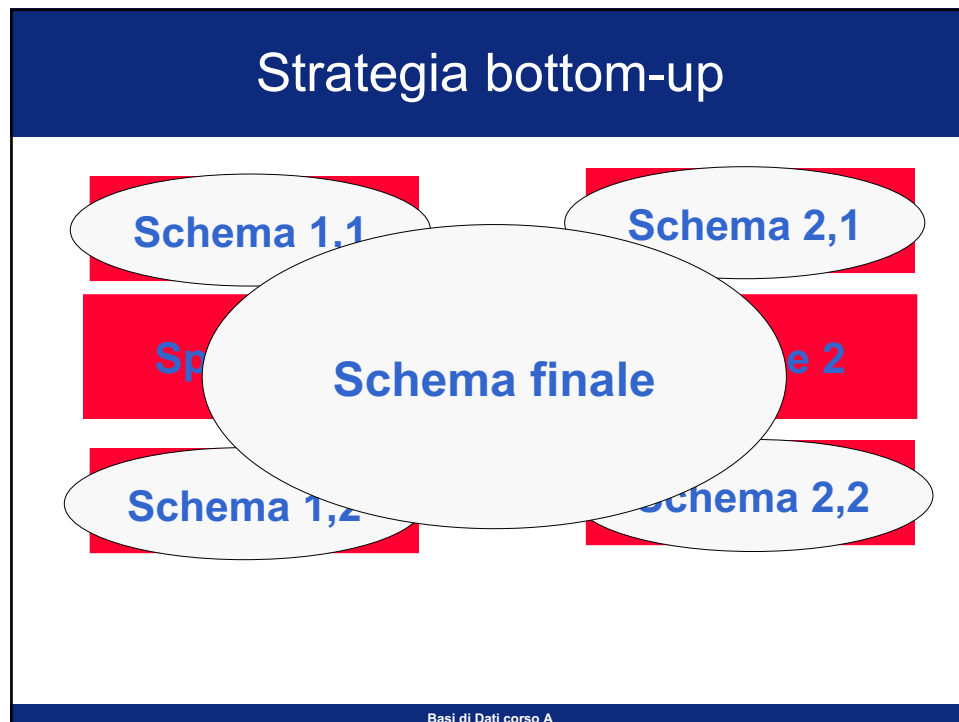 Strategia bottom-up
Schema 1,1
Schema 2,1
Schema finale
2
Schema 1,2
Schema 2,2
Basi di Dati corso A